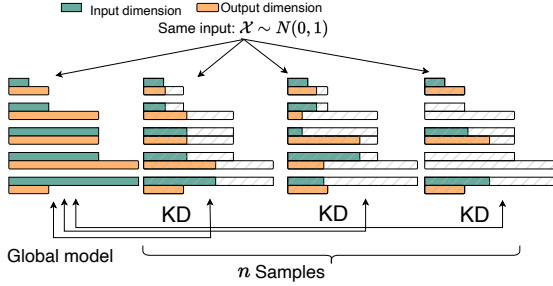 Input dimension Output dimension
Same input: 𝒳 ∼ N(0, 1)
KD KD KD
Global model
n Samples